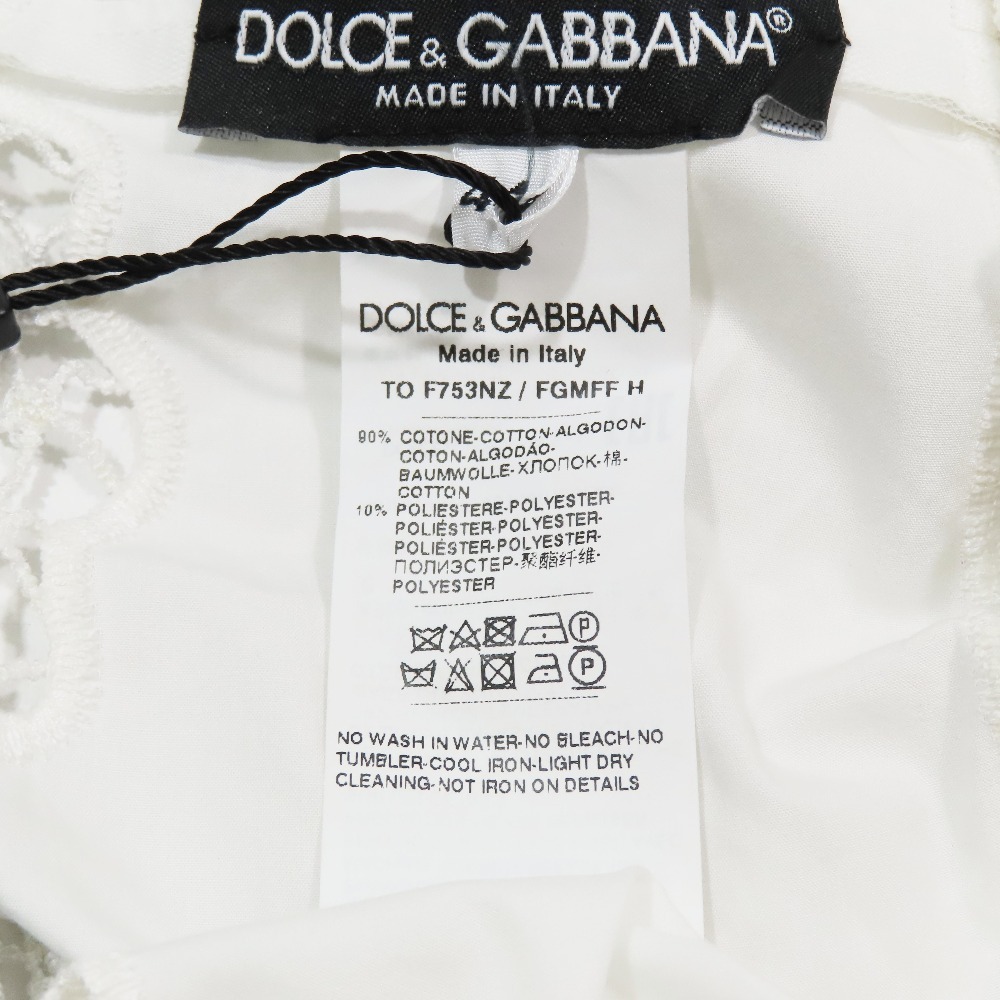 DOLCE & GABBANA®
MADE IN ITALY
DOLCE & GABBANA
Made in Italy
TO F753NZ / FGMFF H
90% COTONE-COTTON-ALGODON-
COTON-ALGODÃO-
BAUMWOLLE-ХЛОПОК-棉-
COTTON
10% POLIESTERE-POLYESTER-
POLIÉSTER-POLYESTER-
POLIÉSTER-POLYESTER-
ПОЛИЭСТЕР-聚酯纤维-
POLYESTER
P
P
NO WASH IN WATER-NO BLEACH-NO
TUMBLER-COOL IRON-LIGHT DRY
CLEANING-NOT IRON ON DETAILS